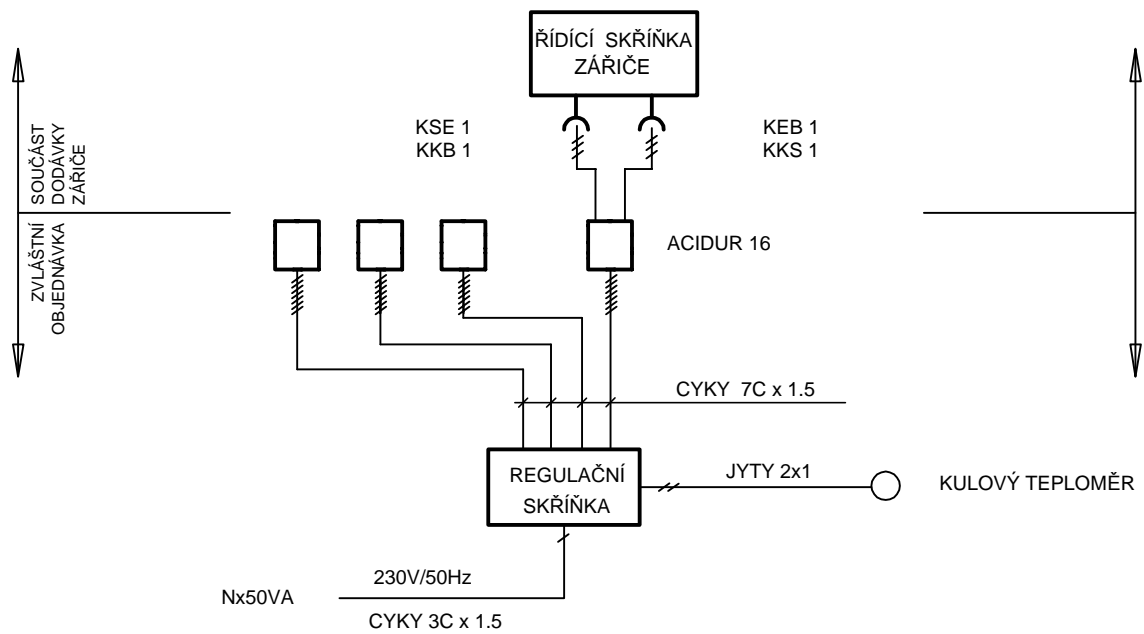 ŘÍDÍCÍ SKŘÍŇKA
ZÁŘIČE
KSE 1
KKB 1
KEB 1
KKS 1
SOUČÁST
DODÁVKY
ZÁŘIČE
ZVLÁŠTNÍ
OBJEDNÁVKA
ACIDUR 16
CYKY 7C x 1.5
REGULAČNÍ
SKŘÍŇKA
JYTY 2x1
KULOVÝ TEPLOMĚR
230V/50Hz
Nx50VA
CYKY 3C x 1.5